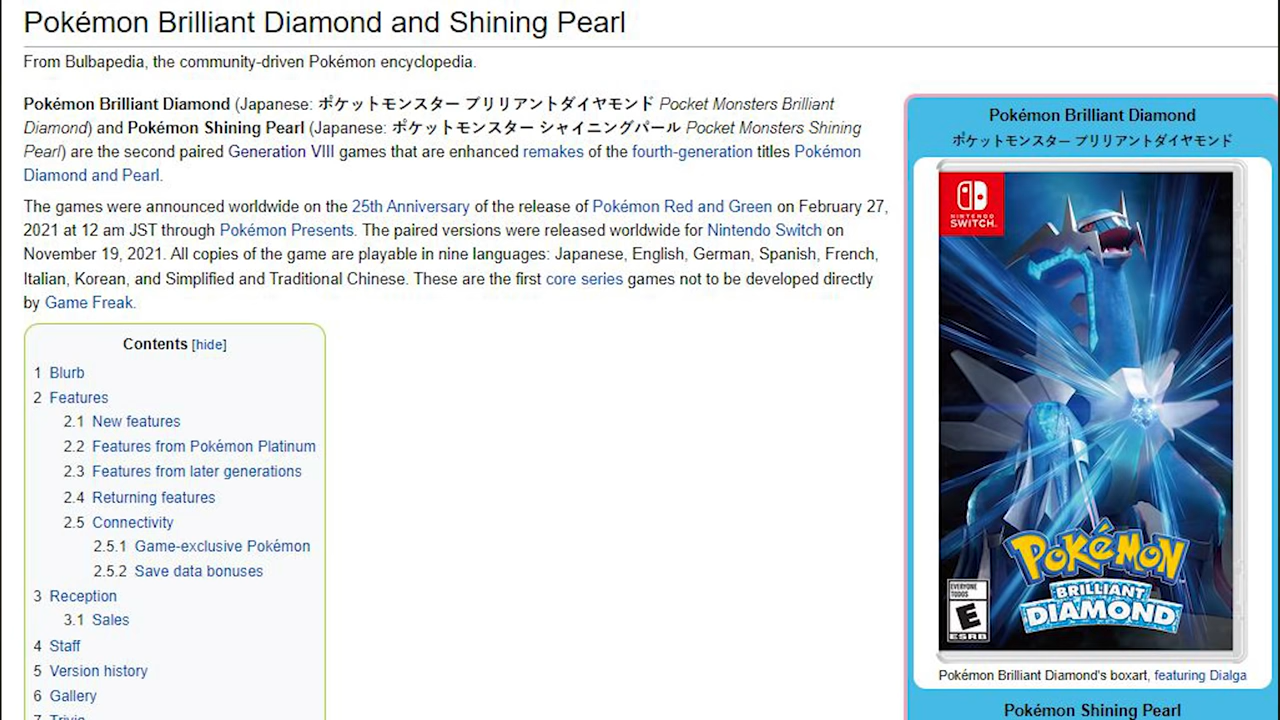 Pokémon Brilliant Diamond and Shining Pearl
From Bulbapedia, the community-driven Pokémon encyclopedia.
Pokémon Brilliant Diamond (Japanese: ポケットモンスター ブリリアントダイヤモンド Pocket Monsters Brilliant
Diamond) and Pokémon Shining Pearl (Japanese: ポケットモンスター シャイニングパール Pocket Monsters Shining
Pearl) are the second paired Generation VIII games that are enhanced remakes of the fourth-generation titles Pokémon
Diamond and Pearl.
The games were announced worldwide on the 25th Anniversary of the release of Pokémon Red and Green on February 27,
2021 at 12 am JST through Pokémon Presents. The paired versions were released worldwide for Nintendo Switch on
November 19, 2021. All copies of the game are playable in nine languages: Japanese, English, German, Spanish, French,
Italian, Korean, and Simplified and Traditional Chinese. These are the first core series games not to be developed directly
by Game Freak.
Contents [hide]
1 Blurb
2 Features
2.1 New features
2.2 Features from Pokémon Platinum
2.3 Features from later generations
2.4 Returning features
2.5 Connectivity
2.5.1 Game-exclusive Pokémon
2.5.2 Save data bonuses
3 Reception
3.1 Sales
4 Staff
5 Version history
6 Gallery
7 Trivia
Pokémon Brilliant Diamond
ポケットモンスター ブリリアントダイヤモンド
NINTENDO
SWITCH
POKéMON
BRILLIANT
DIAMOND
EVERYONE
TODOS
E
ESRB
Pokémon Brilliant Diamond's boxart, featuring Dialga
Pokémon Shining Pearl